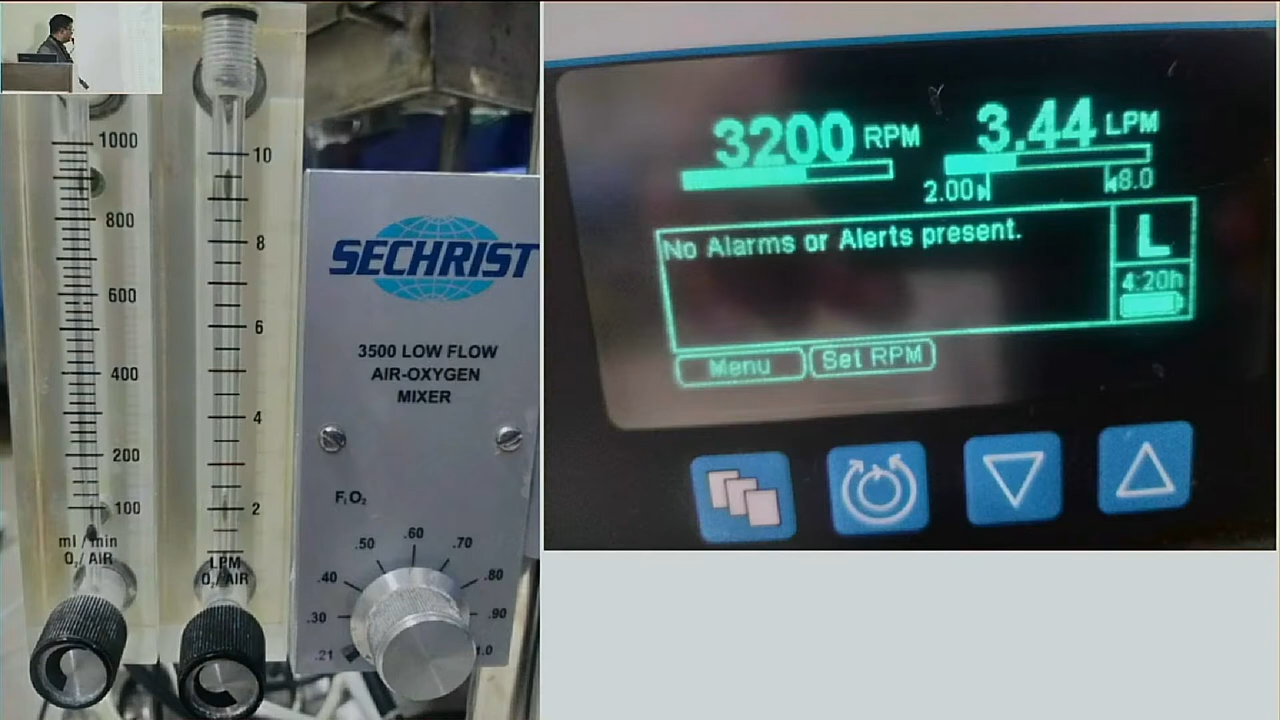 1000
800
600
400
200
100
ml / min
O₂/ AIR
10
8
6
4
2
LPM
O₂/ AIR
SECHRIST
3500 LOW FLOW
AIR-OXYGEN
MIXER
FᵢO₂
.21
.30
.40
.50
.60
.70
.80
.90
1.0
3200 RPM
3.44 LPM
2.00
8.0
No Alarms or Alerts present.
L
4:20h
Menu
Set RPM